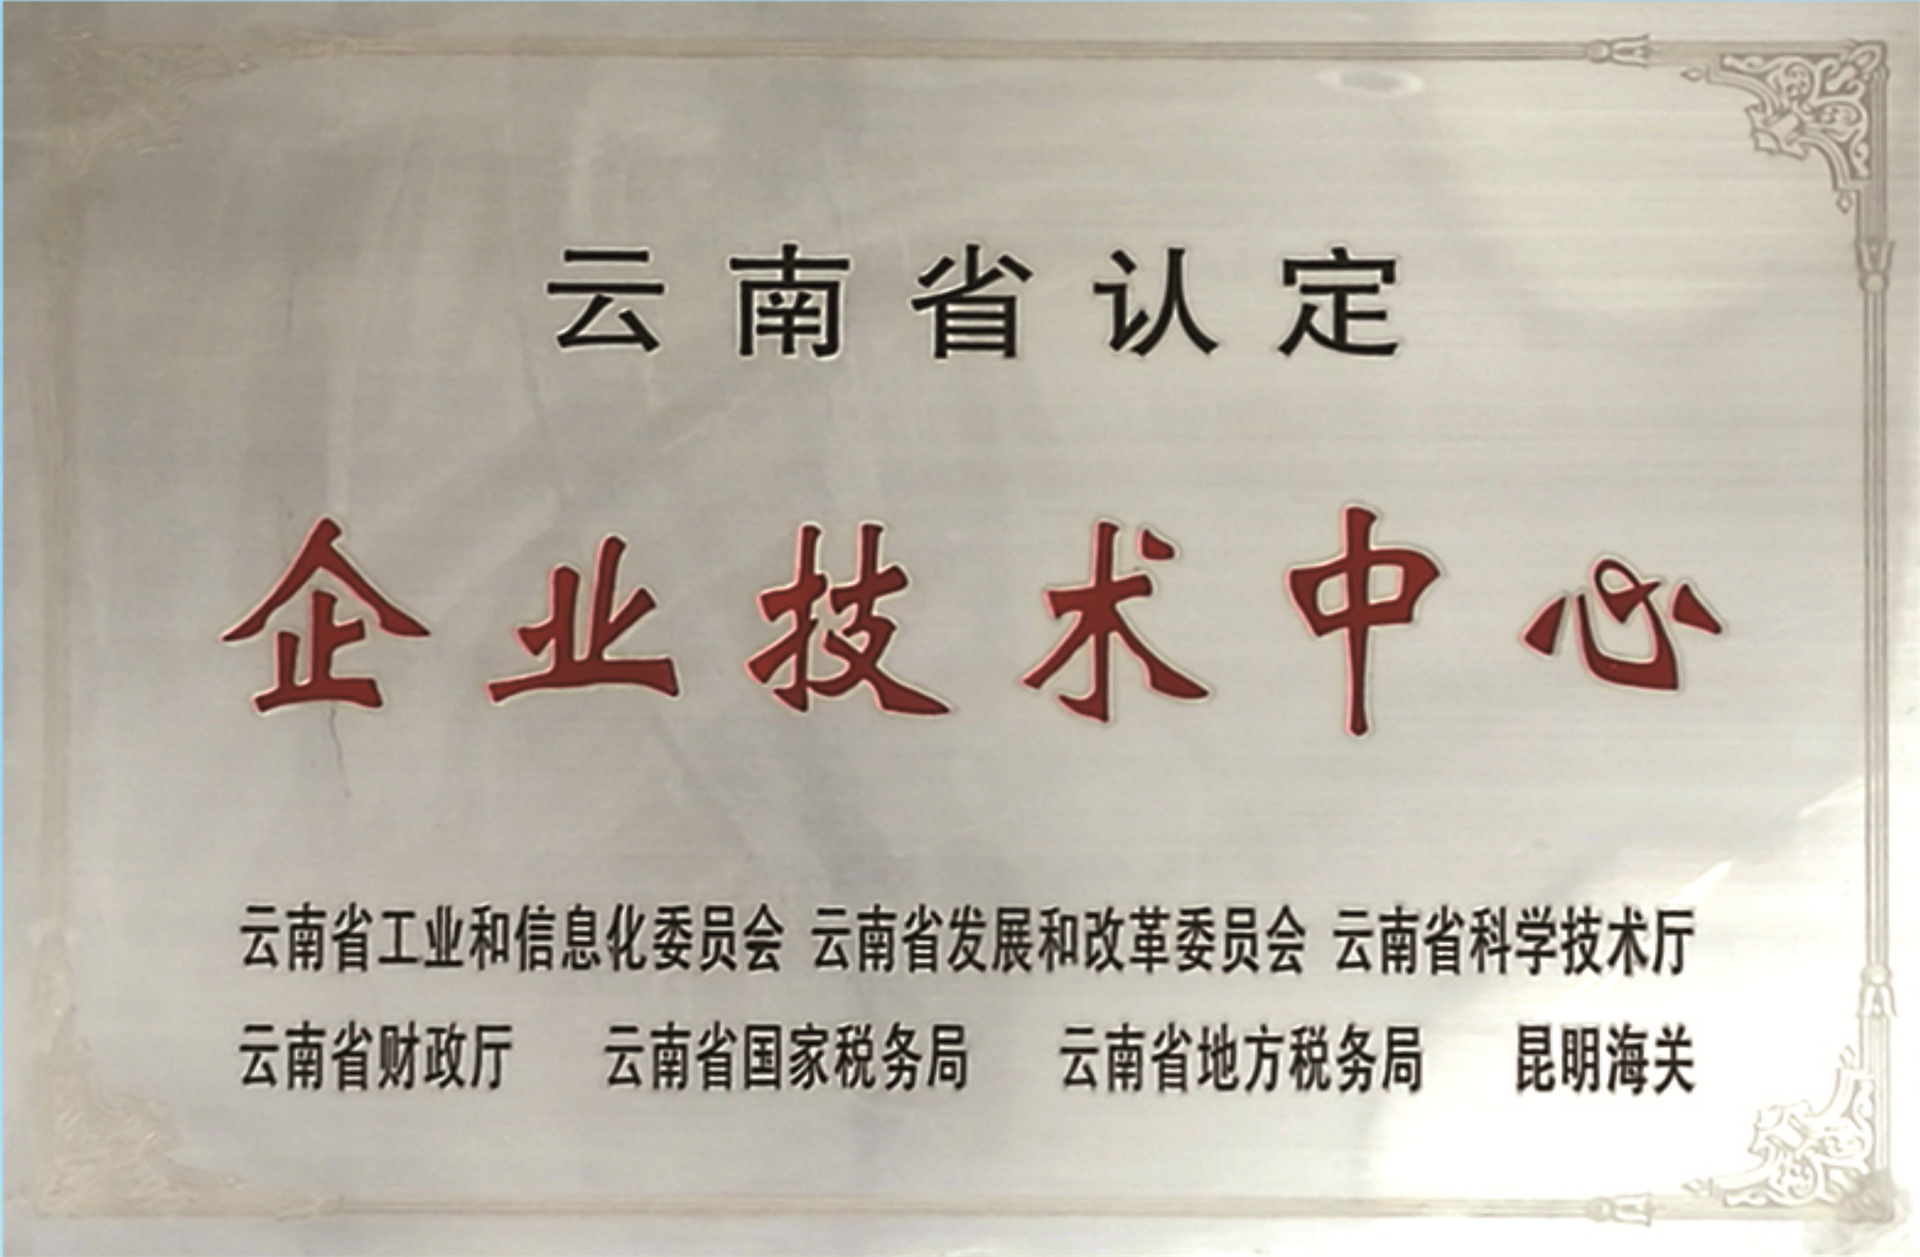 云南省认定
企业技术中心
云南省工业和信息化委员会 云南省发展和改革委员会 云南省科学技术厅
云南省财政厅 云南省国家税务局 云南省地方税务局 昆明海关